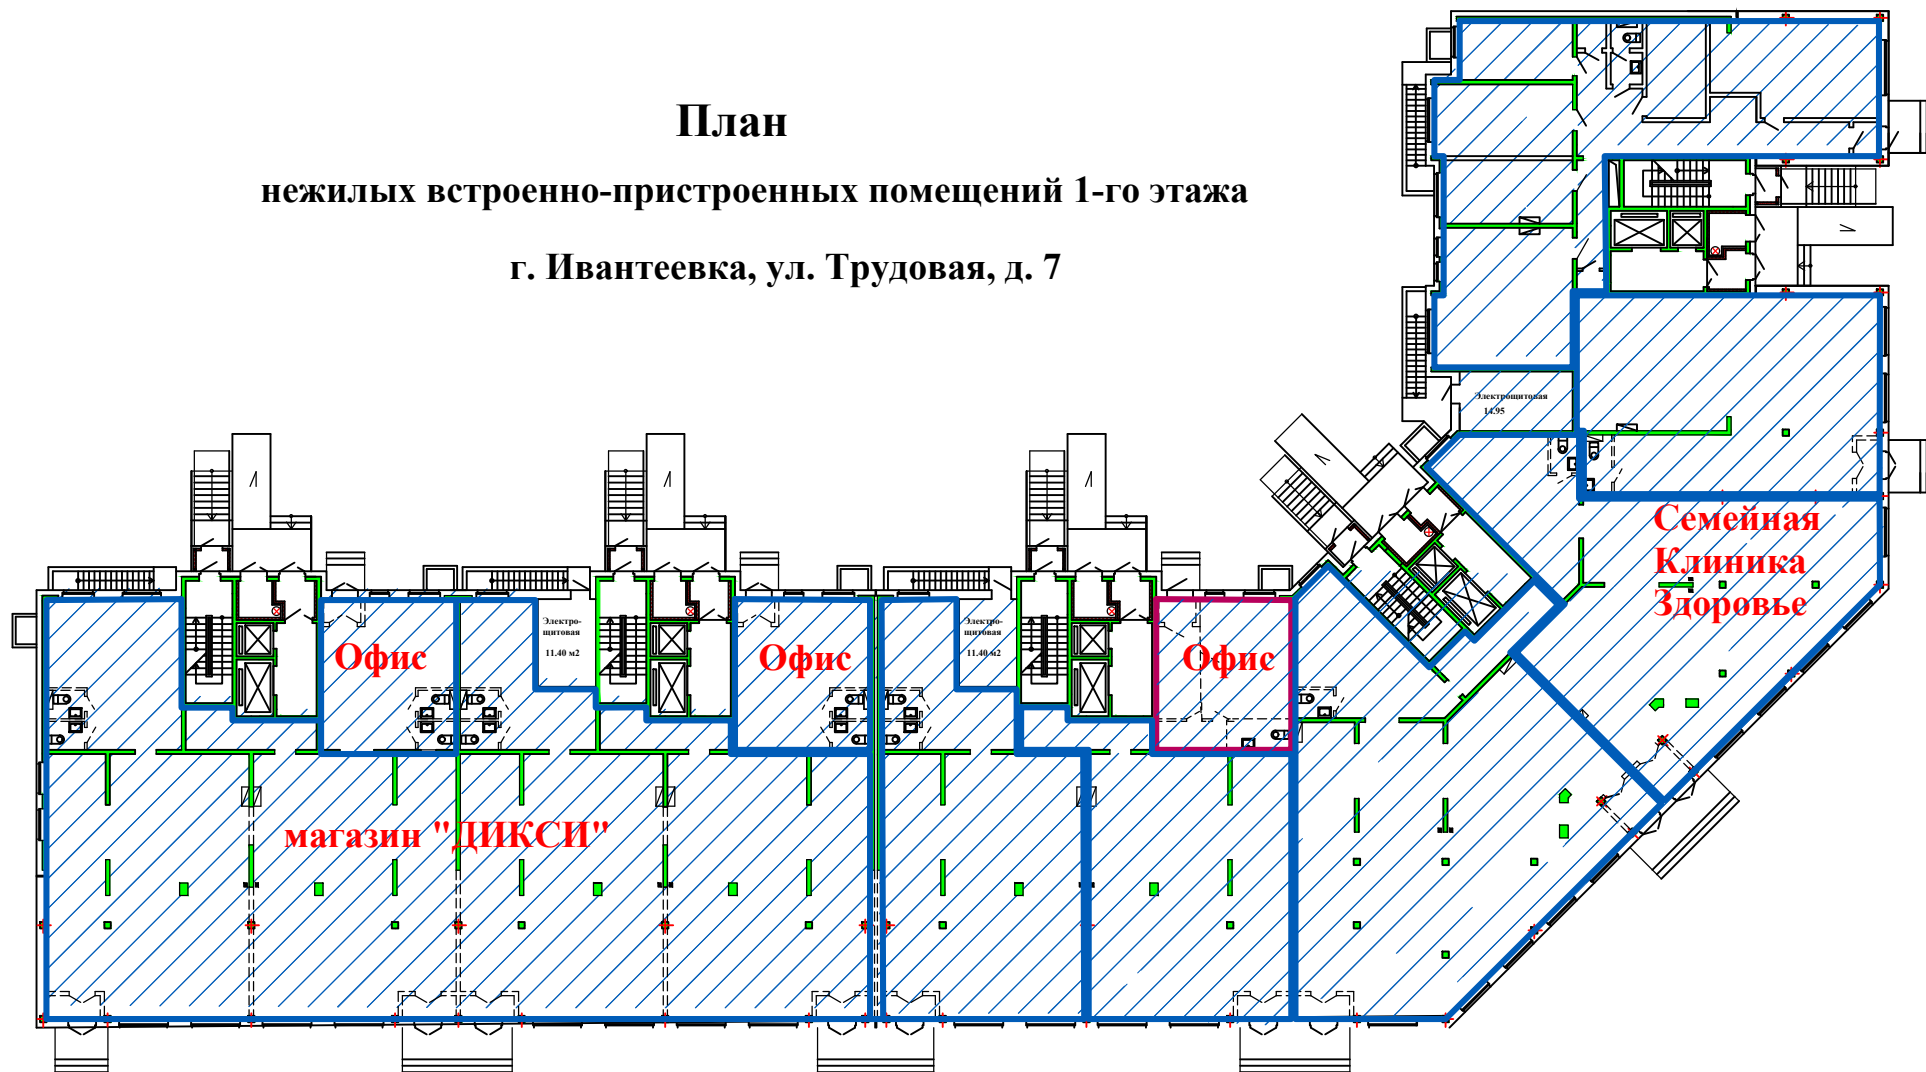 План
нежилых встроенно-пристроенных помещений 1-го этажа
г. Ивантеевка, ул. Трудовая, д. 7
Электрощитовая
14.95
Семейная
Клиника
Здоровье
Электро-
щитовая
11.40 м2
Электро-
щитовая
11.40 м2
Офис
Офис
Офис
магазин "ДИКСИ"